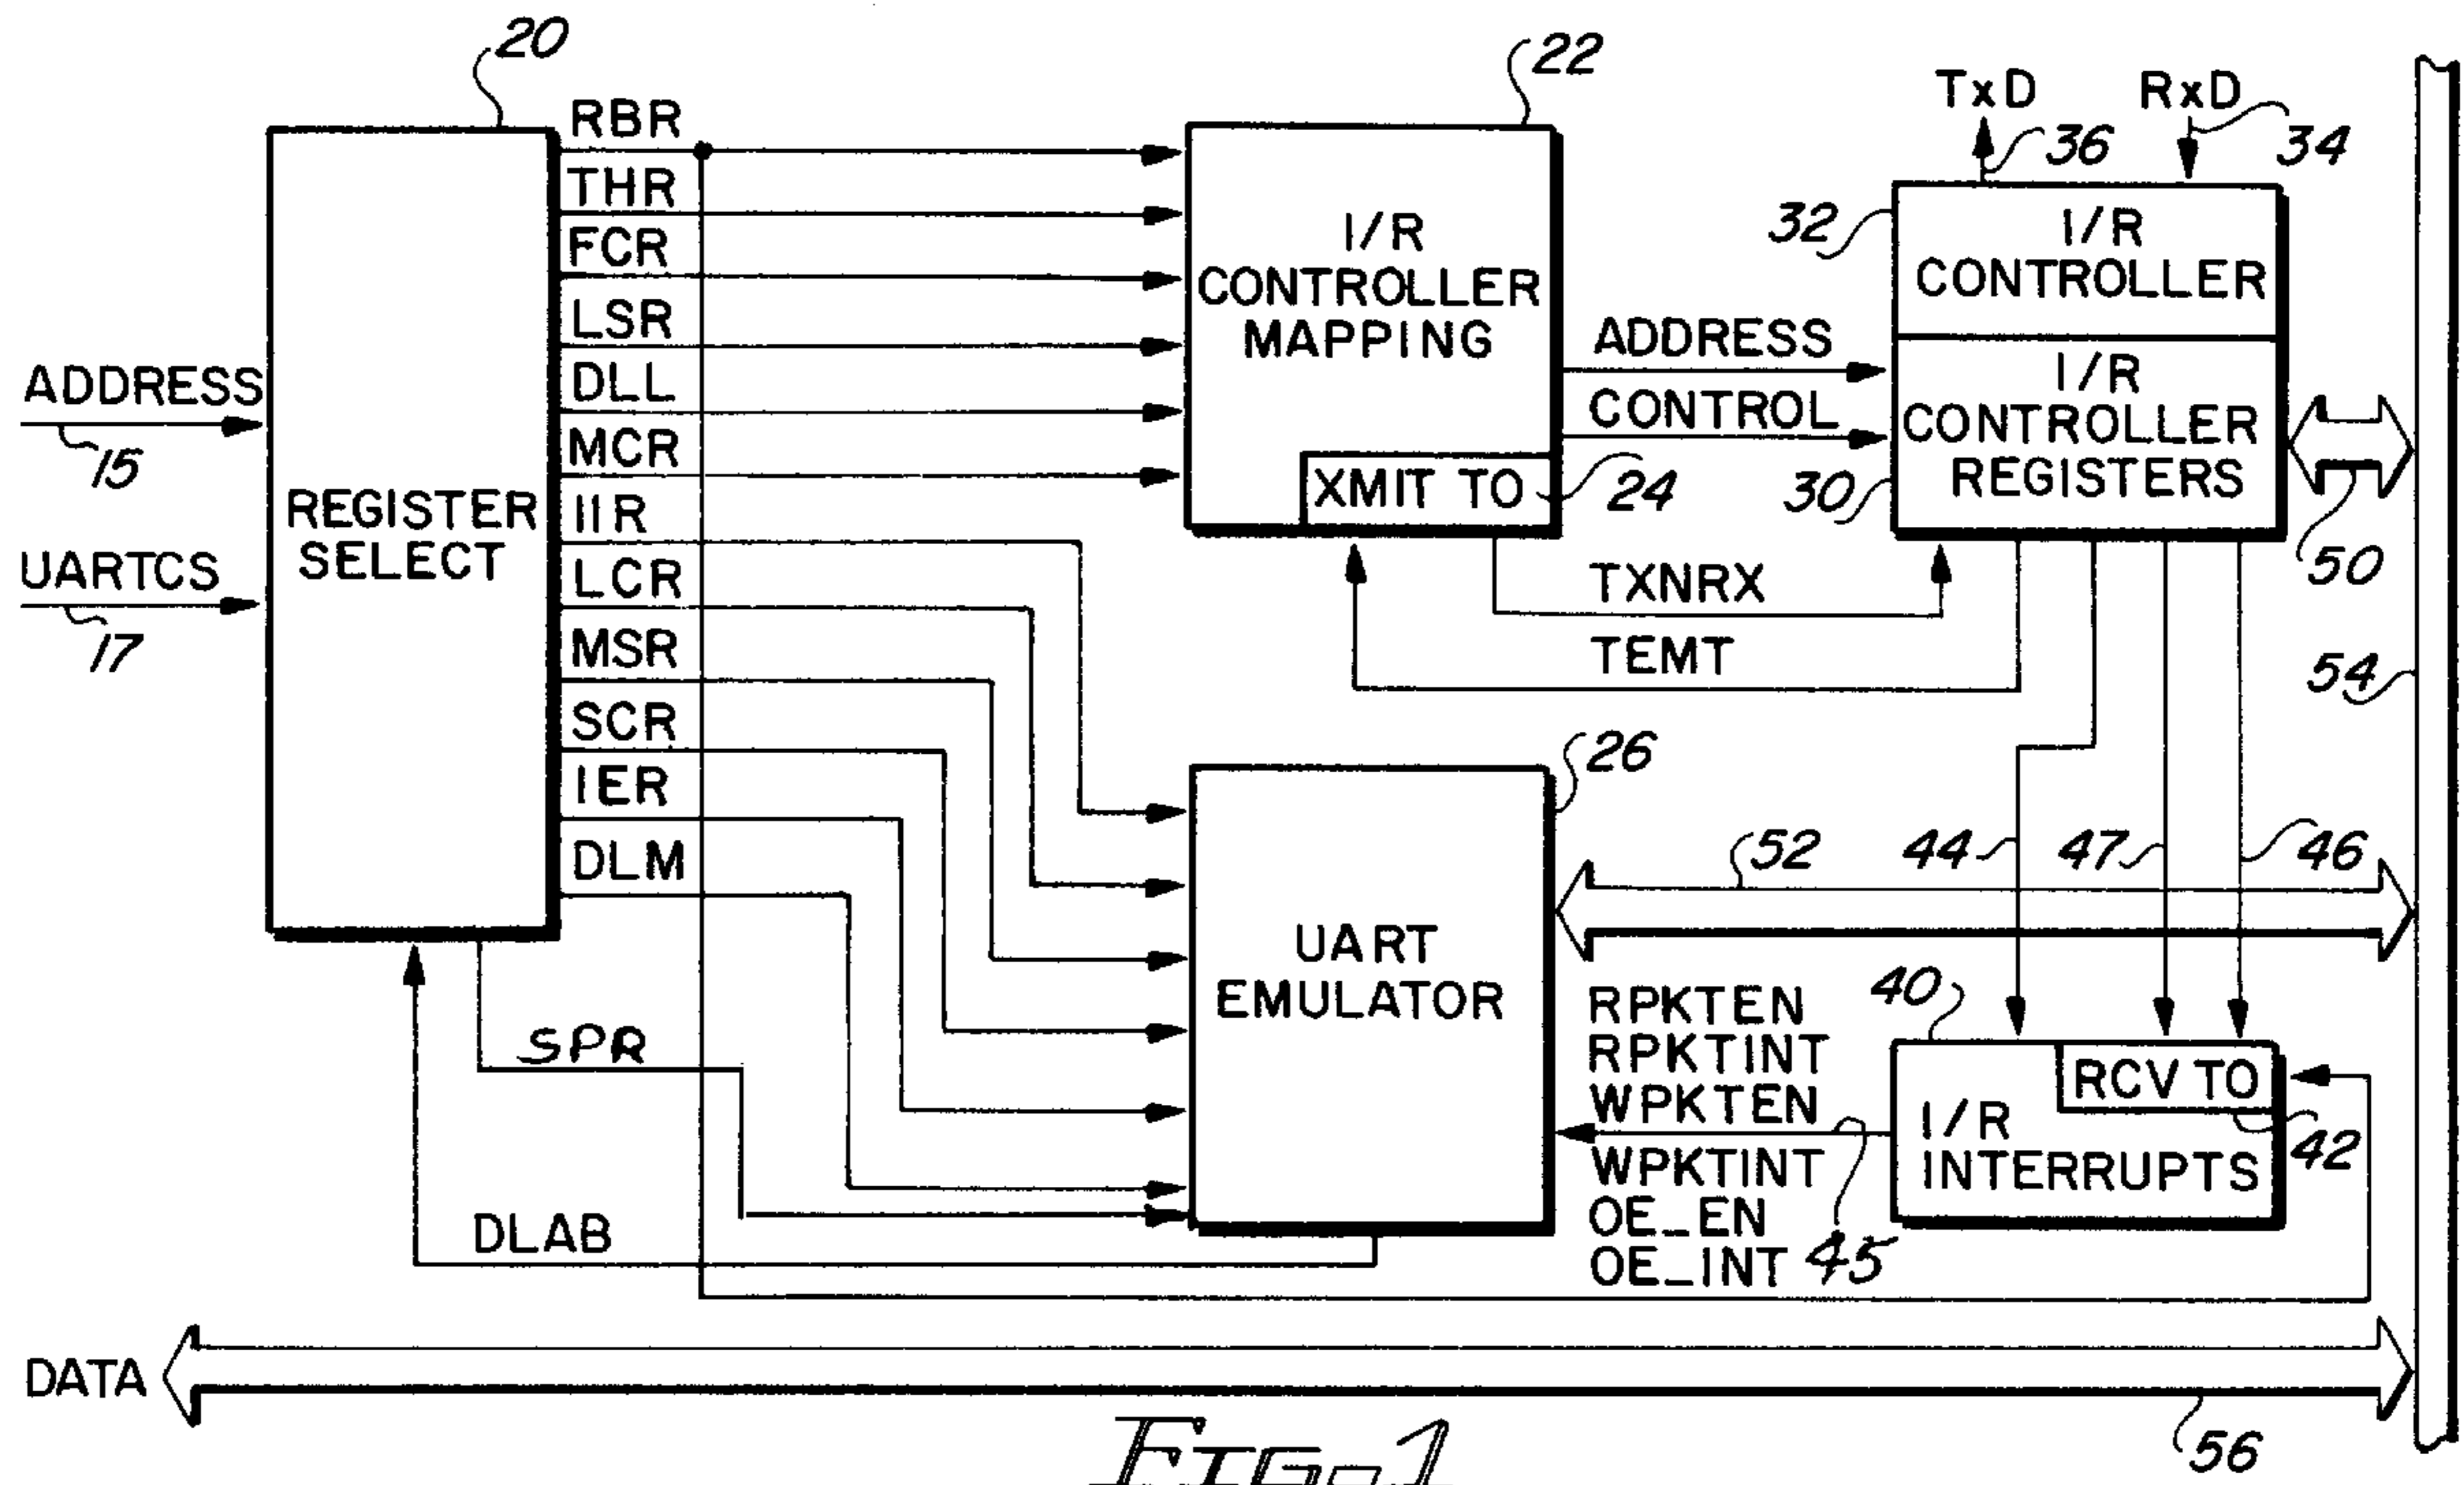 20
22
TxD
RxD
36
34
RBR
THR
FCR
LSR
DLL
MCR
IIR
LCR
MSR
SCR
IER
DLM
ADDRESS
15
UARTCS
17
REGISTER
SELECT
I/R
CONTROLLER
MAPPING
XMIT TO
24
ADDRESS
CONTROL
32
I/R
CONTROLLER
I/R
CONTROLLER
REGISTERS
30
50
54
TXNRX
TEMT
26
44
47
46
52
UART
EMULATOR
SPR
DLAB
RPKTEN
RPKTINT
WPKTEN
WPKTINT
OE_EN
OE_INT
45
40
RCV TO
42
I/R
INTERRUPTS
DATA
56
FIG-1